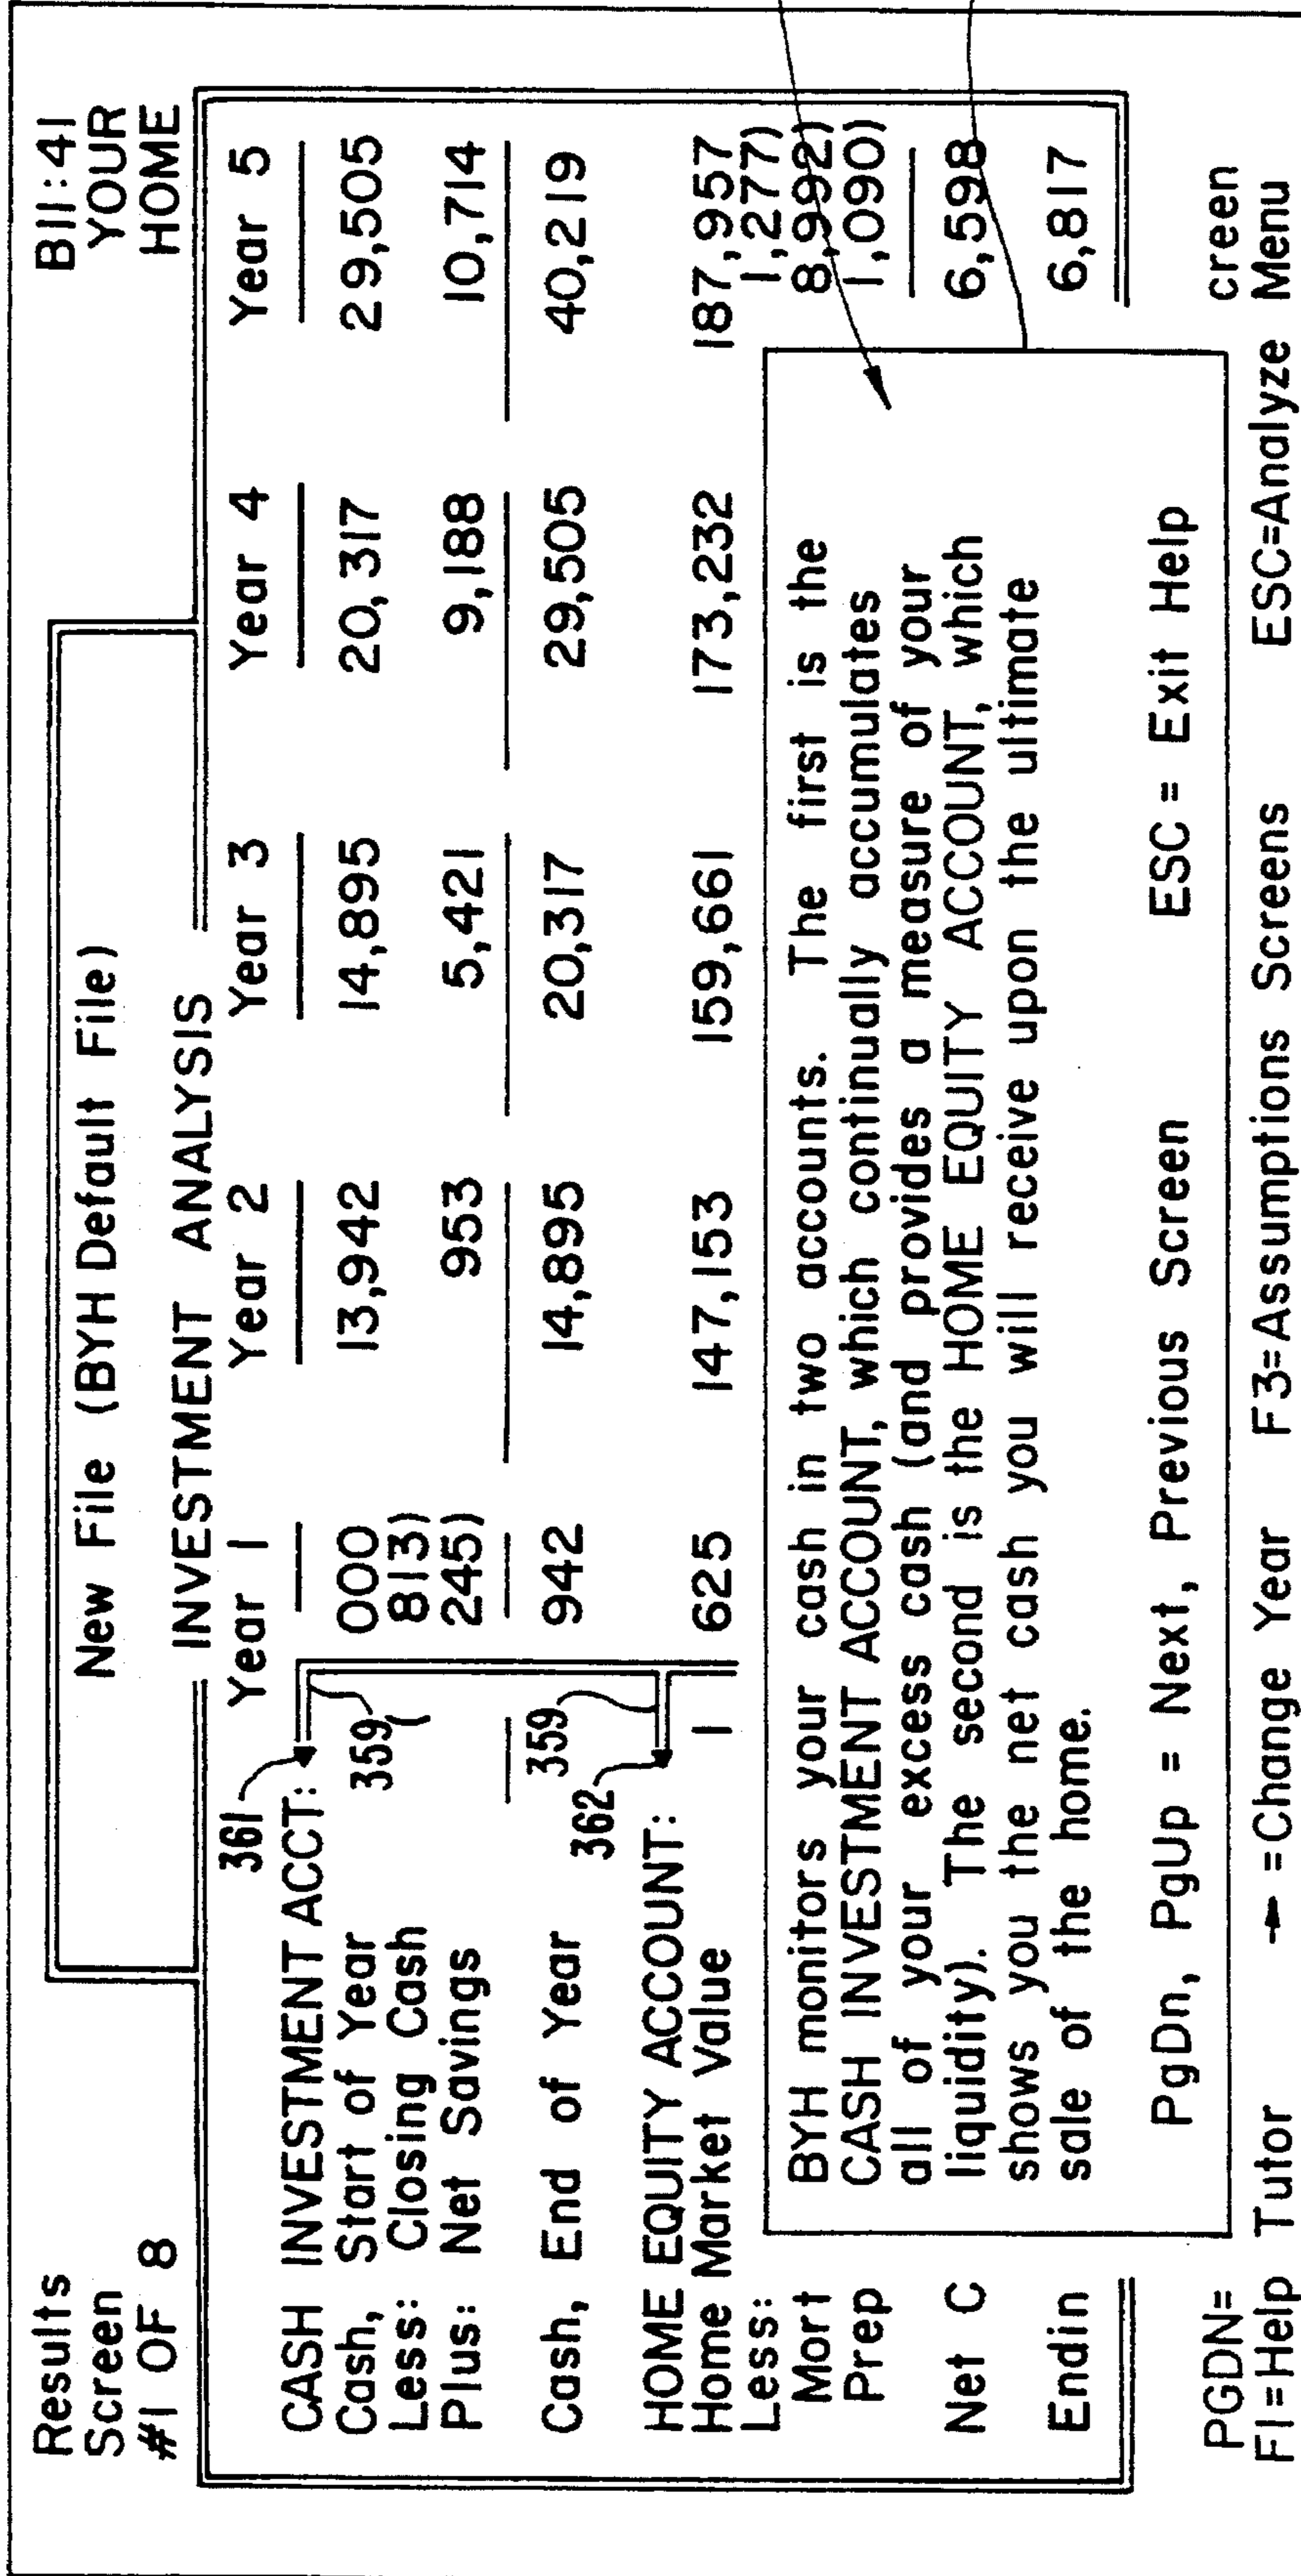 Results
Screen
#1 OF 8
B11:41
YOUR
HOME
New File (BYH Default File)
INVESTMENT ANALYSIS
361
Year 1 Year 2 Year 3 Year 4 Year 5
CASH INVESTMENT ACCT:
Cash, Start of Year 359 000 13,942 14,895 20,317 29,505
Less: Closing Cash ( 813)
Plus: Net Savings 245) 953 5,421 9,188 10,714
359
Cash, End of Year 942 14,895 20,317 29,505 40,219
362
HOME EQUITY ACCOUNT:
Home Market Value 1 625 147,153 159,661 173,232 187,957
Less: 1,277)
Mort 8,992)
Prep 1,090)
Net C 6,598
Endin 6,817
BYH monitors your cash in two accounts. The first is the
CASH INVESTMENT ACCOUNT, which continually accumulates
all of your excess cash (and provides a measure of your
liquidity). The second is the HOME EQUITY ACCOUNT, which
shows you the net cash you will receive upon the ultimate
sale of the home.
PgDn, PgUp = Next, Previous Screen ESC = Exit Help
PGDN= creen
F1=Help Tutor → =Change Year F3=Assumptions Screens ESC=Analyze Menu